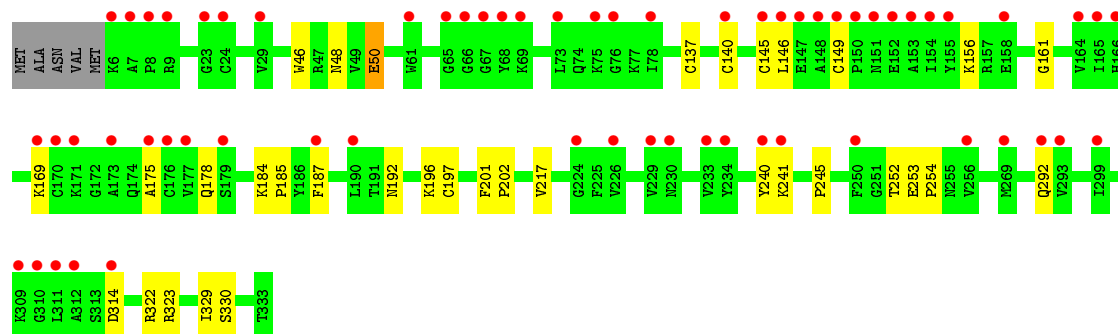 MET ALA ASN VAL MET K6 A7 P8 R9 G23 C24 V29 W46 R47 N48 V49 E50 W61 G65 G66 G67 Y68 K69 L73 Q74 K75 G76 K77 I78 C137 C140 C145 L146 E147 A148 C149 P150 N151 E152 A153 I154 Y155 K156 R157 E158 G161 V164 I165 H166
K169 C170 K171 G172 A173 Q174 A175 C176 V177 Q178 S179 K184 P185 Y186 F187 L190 T191 N192 K196 C197 F201 P202 V217 G224 F225 V226 V229 N230 V233 Y234 Y240 K241 P245 F250 G251 T252 E253 P254 N255 V256 M269 Q292 V293 I299
K309 G310 L311 A312 S313 D314 R322 R323 I329 S330 T333